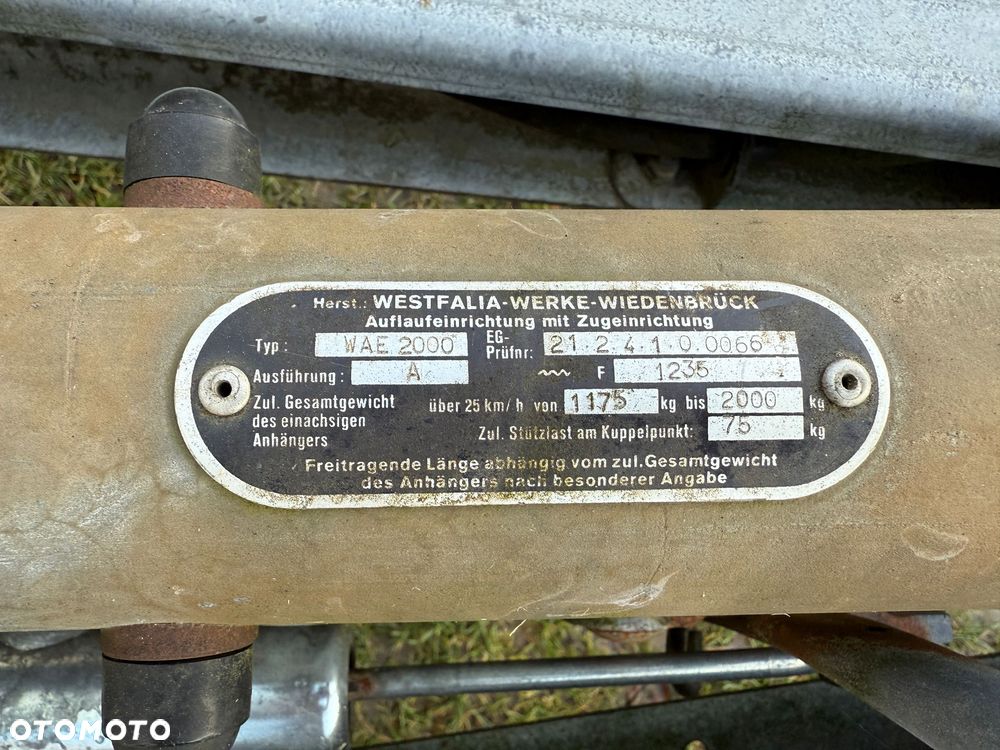 Herst.: WESTFALIA-WERKE-WIEDENBRÜCK
Auflaufeinrichtung mit Zugeinrichtung
Typ: WAE 2000 EG-Prüfnr: 21 2.4.1 0.0066
Ausführung: A ~~ F 1235
Zul. Gesamtgewicht über 25 km/h von 1175 kg bis 2000 kg
des einachsigen
Anhängers Zul. Stützlast am Kuppelpunkt: 75 kg
Freitragende Länge abhängig vom zul. Gesamtgewicht
des Anhängers nach besonderer Angabe
OTOMOTO